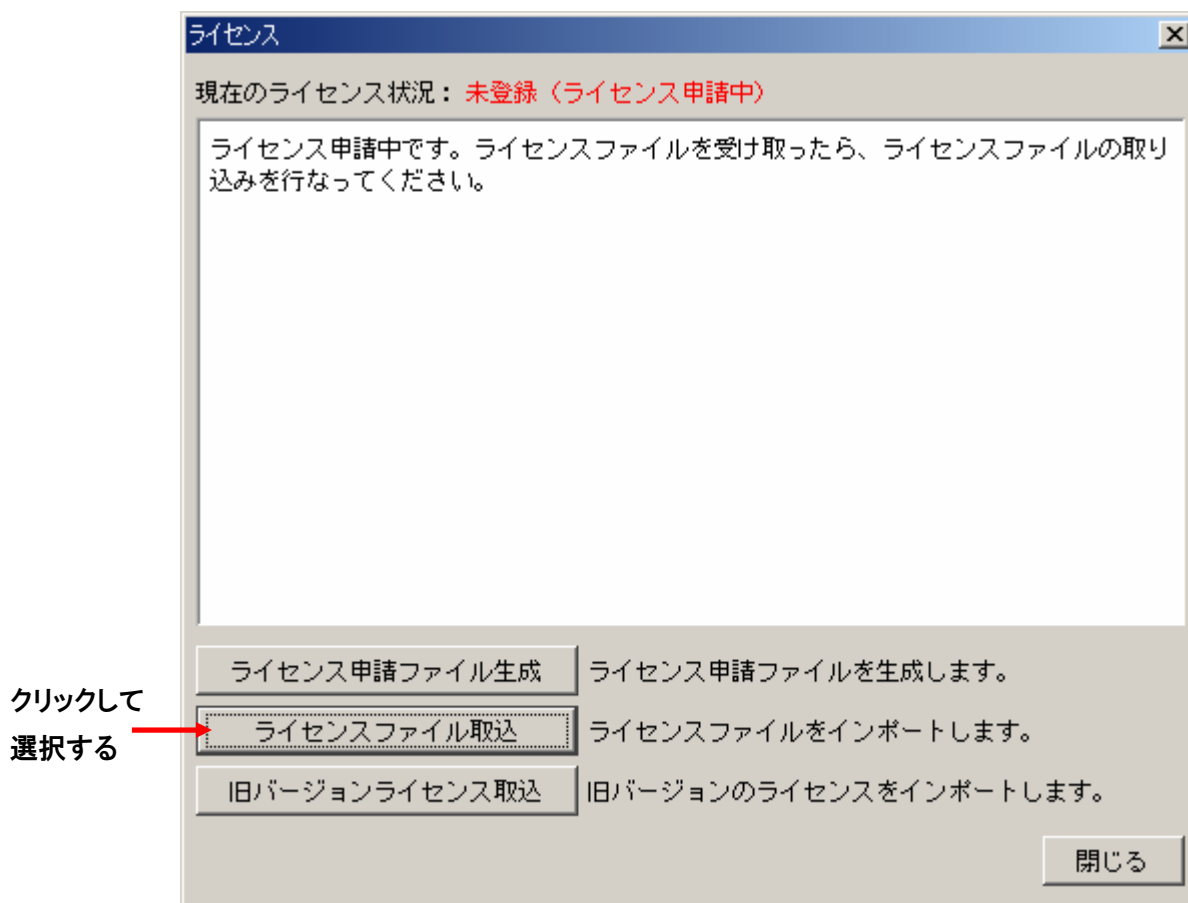 ライセンス
現在のライセンス状況： 未登録（ライセンス申請中）
ライセンス申請中です。ライセンスファイルを受け取ったら、ライセンスファイルの取り
込みを行なってください。
ライセンス申請ファイル生成 ライセンス申請ファイルを生成します。
クリックして
選択する
ライセンスファイル取込 ライセンスファイルをインポートします。
旧バージョンライセンス取込 旧バージョンのライセンスをインポートします。
閉じる